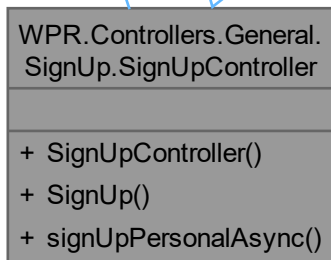 WPR.Controllers.General.
SignUp.SignUpController
+ SignUpController()
+ SignUp()
+ signUpPersonalAsync()